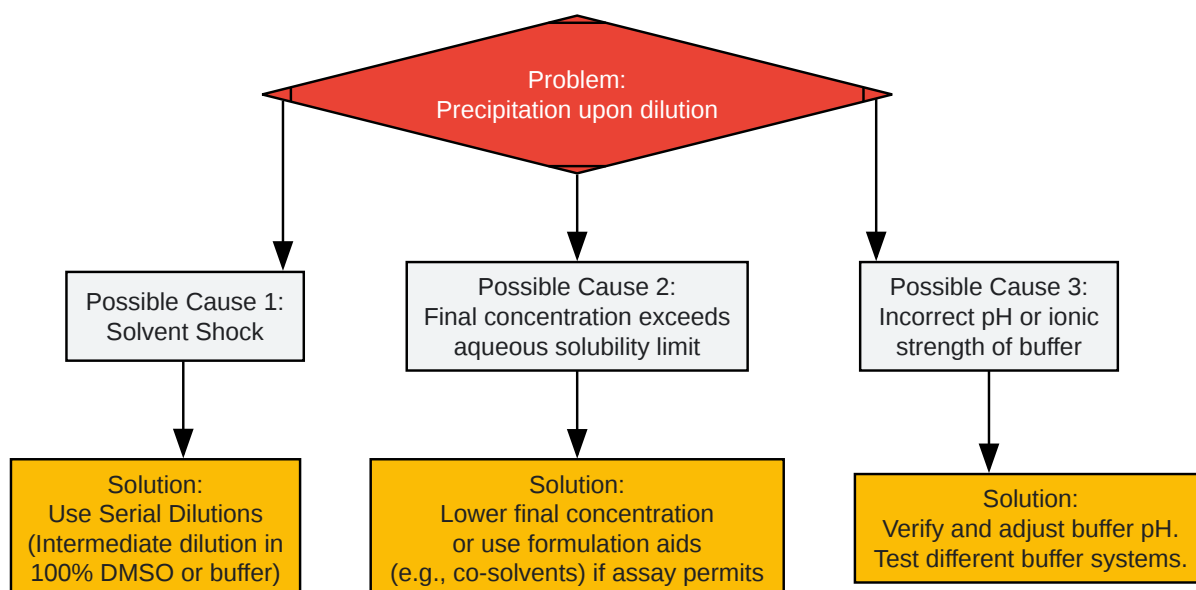 Problem:
Precipitation upon dilution
Possible Cause 1:
Solvent Shock
Possible Cause 2:
Final concentration exceeds
aqueous solubility limit
Possible Cause 3:
Incorrect pH or ionic
strength of buffer
Solution:
Use Serial Dilutions
(Intermediate dilution in
100% DMSO or buffer)
Solution:
Lower final concentration
or use formulation aids
(e.g., co-solvents) if assay permits
Solution:
Verify and adjust buffer pH.
Test different buffer systems.